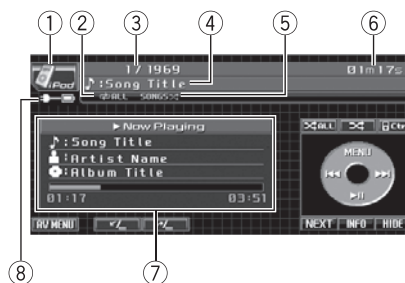 ① ② ③ ④ ⑤ ⑥
iPod
1/1969
01m17s
♪:Song Title
ALL SONGS
►Now Playing
♪:Song Title
:Artist Name
:Album Title
01:17 03:51
ALL
MENU
AV MENU
NEXT INFO HIDE
⑧ ⑦